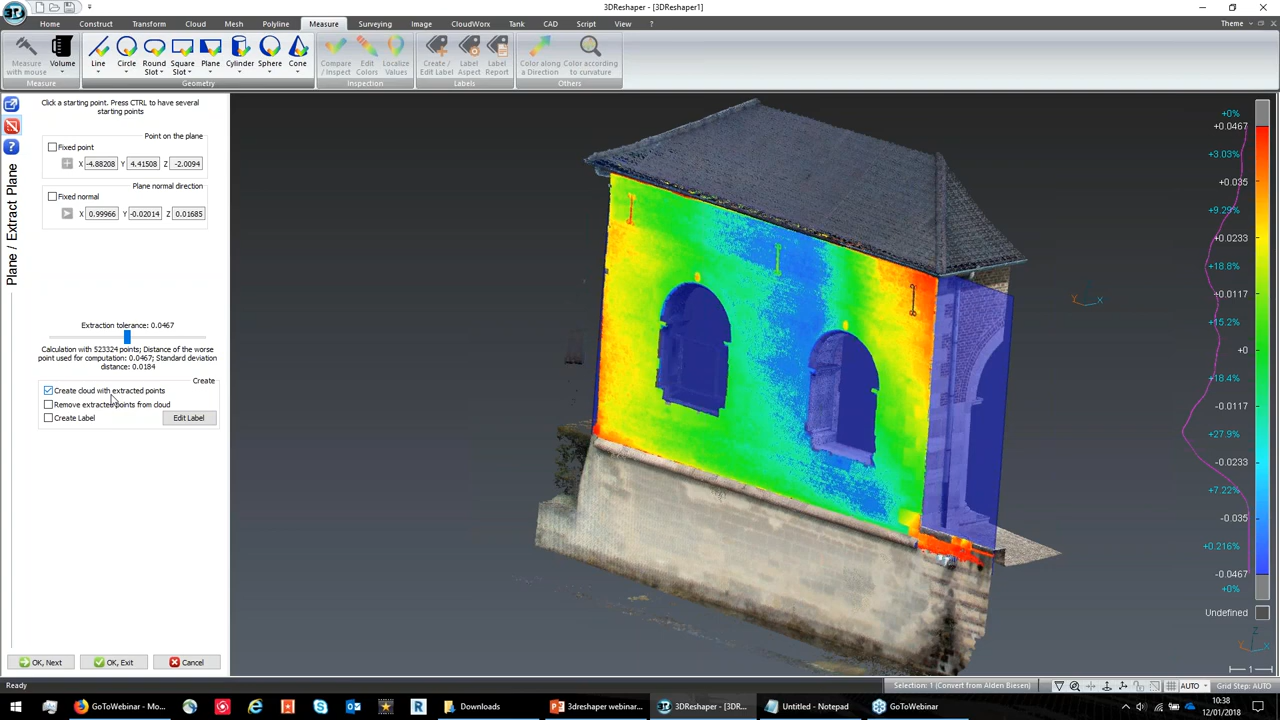 3DReshaper - [3DReshaper1]
Home Construct Transform Cloud Mesh Polyline Measure Surveying Image CloudWorx Tank CAD Script View ? Theme
Measure with mouse
Volume
Line
Circle
Round Slot
Square Slot
Plane
Cylinder
Sphere
Cone
Compare / Inspect
Edit Colors
Localize Values
Create / Edit Label
Label Aspect
Label Report
Color along a Direction
Color according to curvature
Measure Geometry Inspection Labels Others
Click a starting point. Press CTRL to have several
starting points
Point on the plane
Fixed point
X -4.88208 Y 4.41508 Z -2.0094
Plane normal direction
Fixed normal
X 0.99966 Y -0.02014 Z 0.01685
Plane / Extract Plane
Extraction tolerance: 0.0467
Calculation with 523324 points; Distance of the worse
point used for computation: 0.0467; Standard deviation
distance: 0.0184
Create
Create cloud with extracted points
Remove extracted points from cloud
Create Label Edit Label
OK, Next OK, Exit Cancel
+0%
+0.0467
+3.03%
+0.035
+9.29%
+0.0233
+18.8%
+0.0117
+15.2%
+0
+18.4%
-0.0117
+27.9%
-0.0233
+7.22%
-0.035
+0.216%
-0.0467
+0%
Undefined
Y X
Z
X
1
Ready Selection: 1 (Convert from Alden Biesen) AUTO Grid Step: AUTO
GoToWebinar - Mo... Downloads 3dreshaper webinar... 3DReshaper - [3DR... Untitled - Notepad GoToWebinar
10:38
12/01/2018